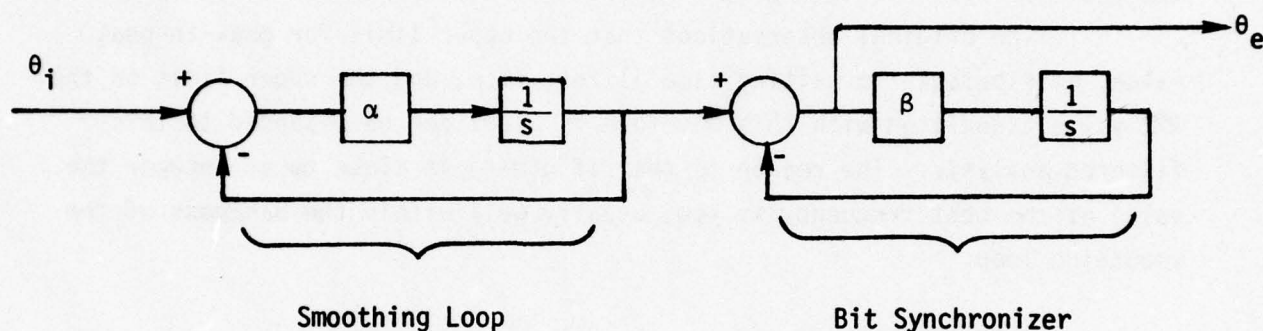 θe
θi + - α 1/s + - β 1/s
Smoothing Loop Bit Synchronizer